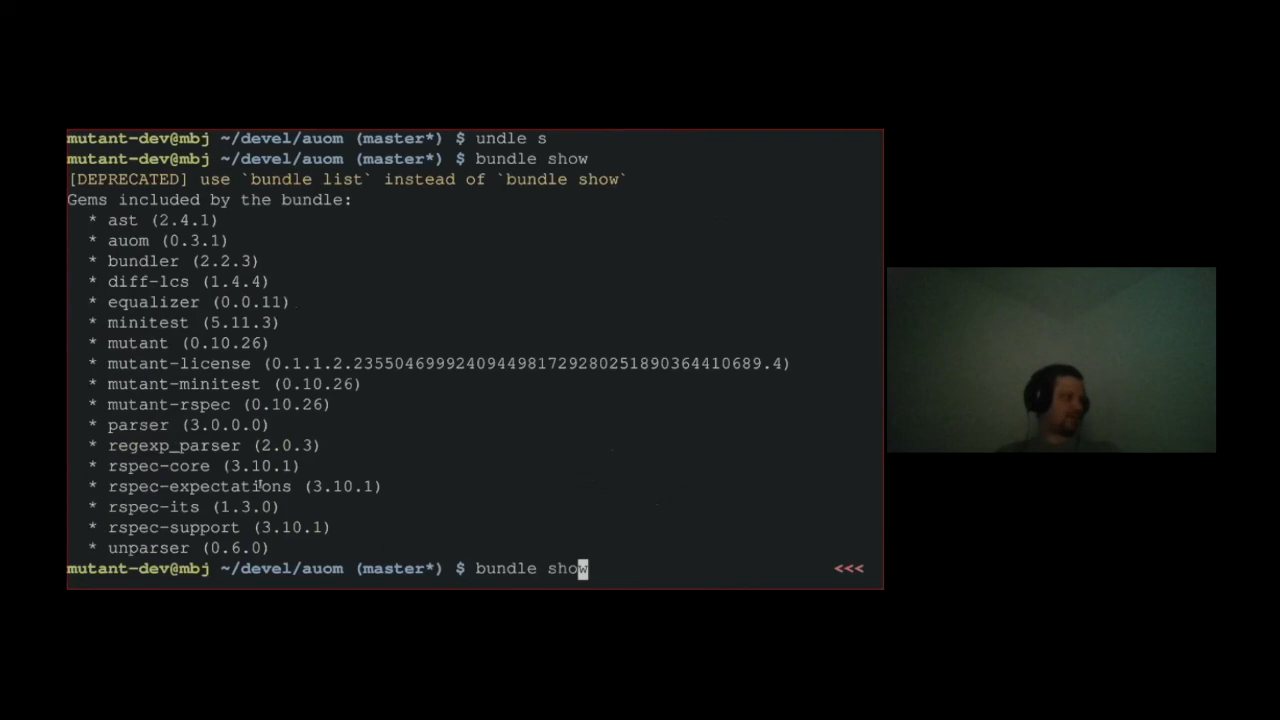 mutant-dev@mbj ~/devel/auom (master*) $ undle s
mutant-dev@mbj ~/devel/auom (master*) $ bundle show
[DEPRECATED] use `bundle list` instead of `bundle show`
Gems included by the bundle:
* ast (2.4.1)
* auom (0.3.1)
* bundler (2.2.3)
* diff-lcs (1.4.4)
* equalizer (0.0.11)
* minitest (5.11.3)
* mutant (0.10.26)
* mutant-license (0.1.1.2.235504699924094498172928025189036441‌0689.4)
* mutant-minitest (0.10.26)
* mutant-rspec (0.10.26)
* parser (3.0.0.0)
* regexp_parser (2.0.3)
* rspec-core (3.10.1)
* rspec-expectations (3.10.1)
* rspec-its (1.3.0)
* rspec-support (3.10.1)
* unparser (0.6.0)
mutant-dev@mbj ~/devel/auom (master*) $ bundle show <<<